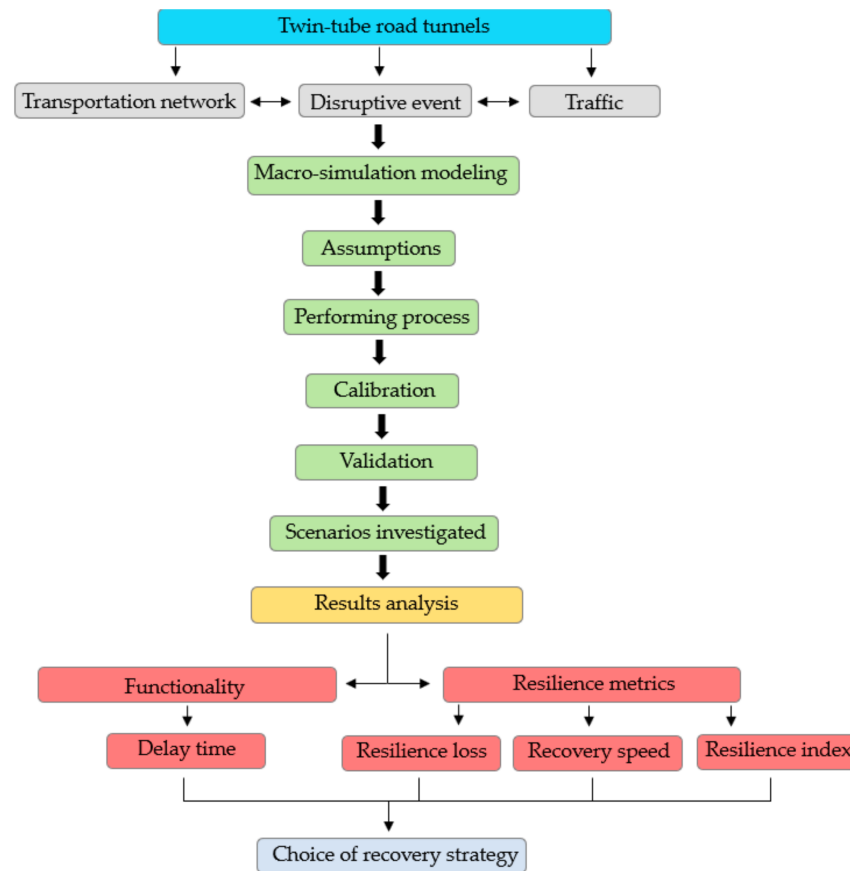 Twin-tube road tunnels
Transportation network
Disruptive event
Traffic
Macro-simulation modeling
Assumptions
Performing process
Calibration
Validation
Scenarios investigated
Results analysis
Functionality
Resilience metrics
Delay time
Resilience loss
Recovery speed
Resilience index
Choice of recovery strategy